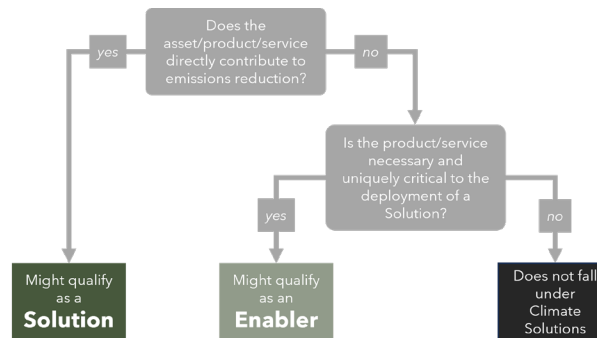 Does the
asset/product/service
directly contribute to
emissions reduction?
yes
no
Is the product/service
necessary and
uniquely critical to the
deployment of a
Solution?
yes
no
Might qualify
as a
Solution
Might qualify
as an
Enabler
Does not fall
under
Climate
Solutions